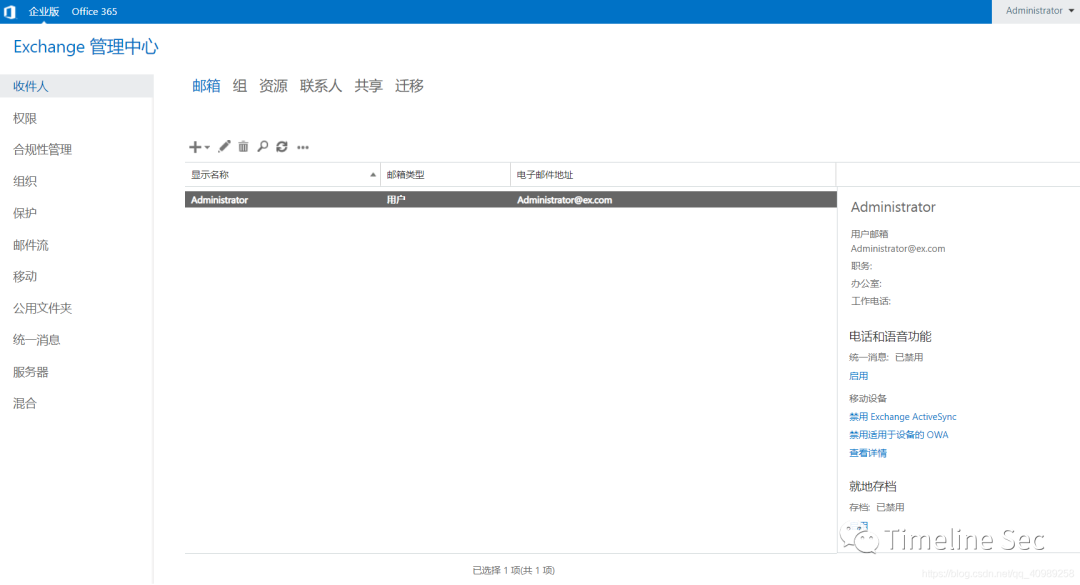 企业版 Office 365 Administrator
Exchange 管理中心
收件人
权限
合规性管理
组织
保护
邮件流
移动
公用文件夹
统一消息
服务器
混合
邮箱 组 资源 联系人 共享 迁移
显示名称 邮箱类型 电子邮件地址
Administrator 用户 Administrator@ex.com
Administrator
用户邮箱
Administrator@ex.com
职务:
办公室:
工作电话:
电话和语音功能
统一消息: 已禁用
启用
移动设备
禁用 Exchange ActiveSync
禁用适用于设备的 OWA
查看详情
就地存档
存档: 已禁用
Timeline Sec
已选择 1 项(共 1 项)